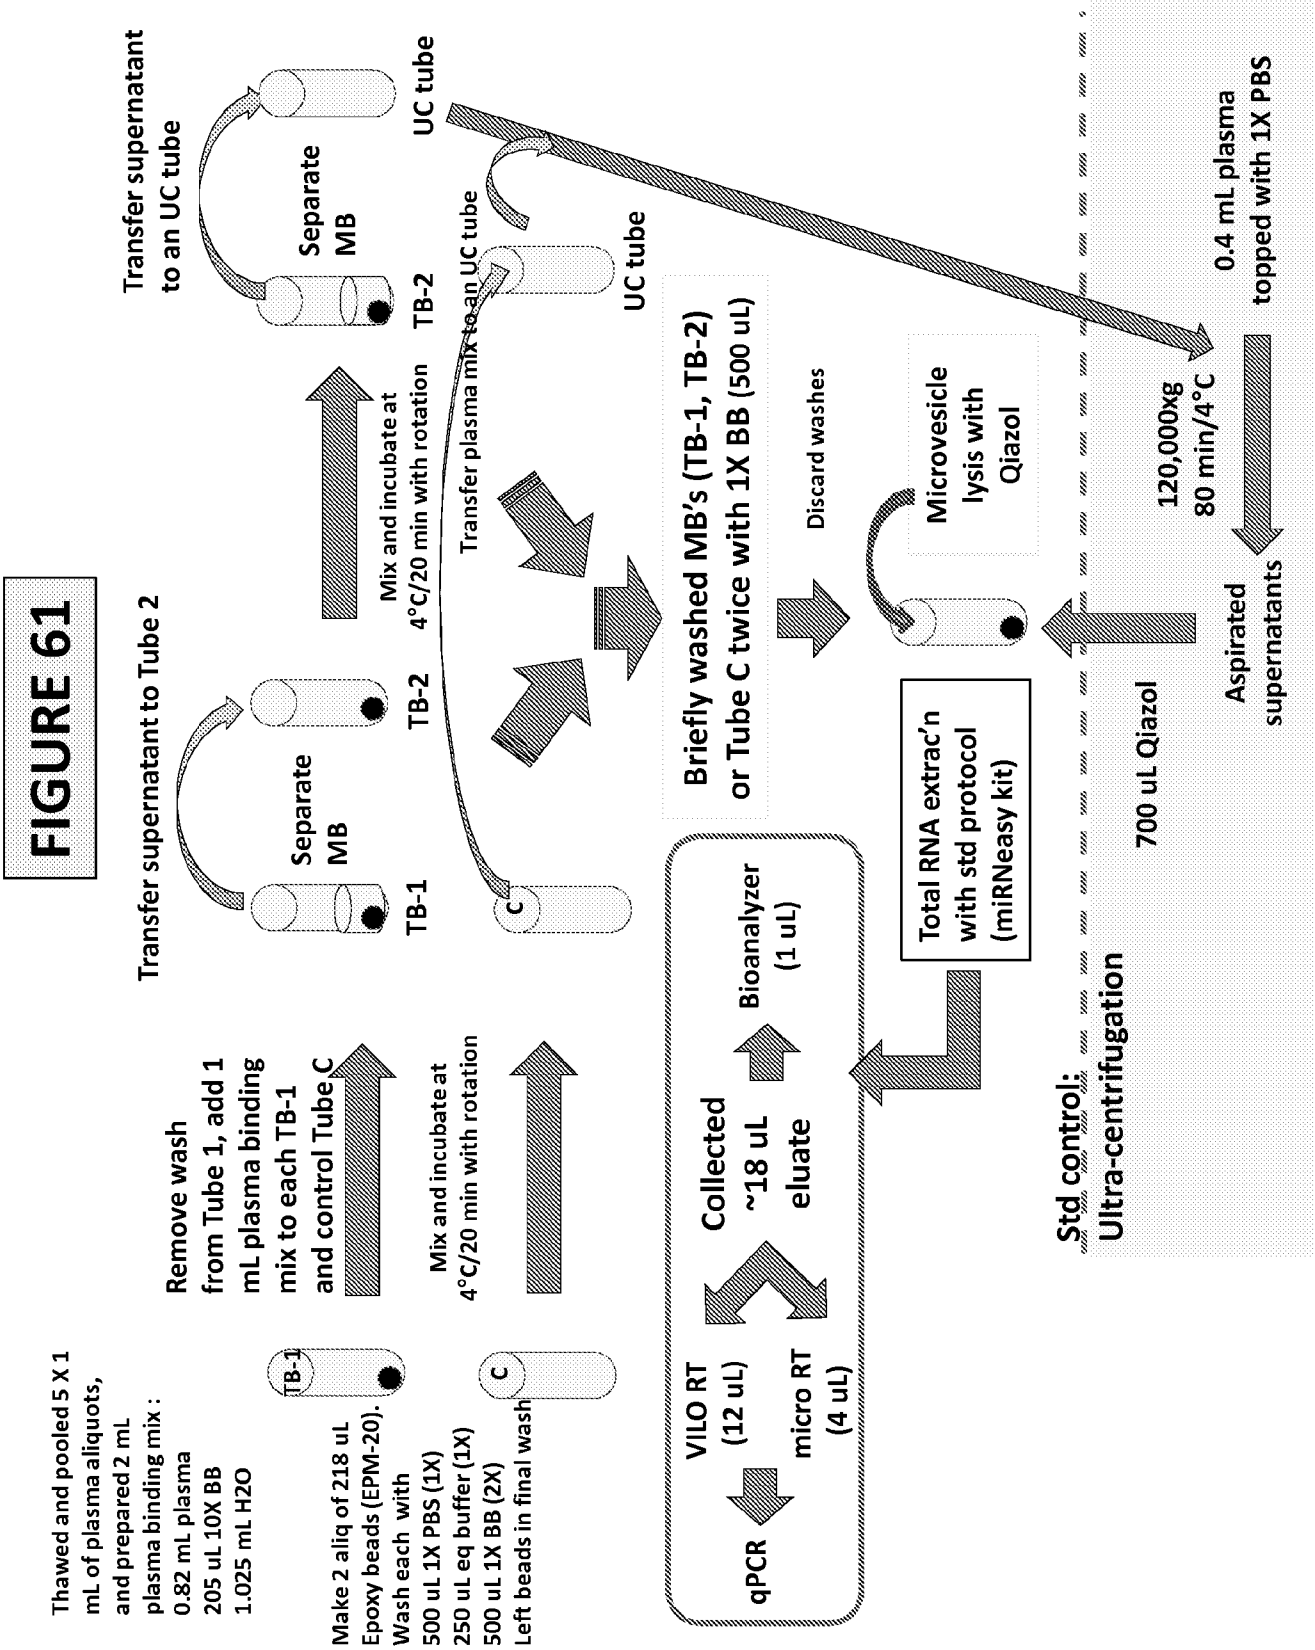 FIGURE 61
Thawed and pooled 5 X 1
mL of plasma aliquots,
and prepared 2 mL
plasma binding mix :
0.82 mL plasma
205 uL 10X BB
1.025 mL H2O
Make 2 aliq of 218 uL
Epoxy beads (EPM-20).
Wash each with
500 uL 1X PBS (1X)
250 uL eq buffer (1X)
500 uL 1X BB (2X)
Left beads in final wash
TB-1
C
Remove wash
from Tube 1, add 1
mL plasma binding
mix to each TB-1
and control Tube C
Mix and incubate at
4°C/20 min with rotation
Transfer supernatant to Tube 2
Separate
MB
TB-1
TB-2
C
Mix and incubate at
4°C/20 min with rotation
Transfer plasma mix to an UC tube
Transfer supernatant
to an UC tube
Separate
MB
TB-2
UC tube
UC tube
Briefly washed MB's (TB-1, TB-2)
or Tube C twice with 1X BB (500 uL)
Discard washes
Microvesicle
lysis with
Qiazol
Total RNA extrac'n
with std protocol
(miRNeasy kit)
Collected
~18 uL
eluate
Bioanalyzer
(1 uL)
VILO RT
(12 uL)
micro RT
(4 uL)
qPCR
Std control:
Ultra-centrifugation
700 uL Qiazol
Aspirated
supernatants
120,000xg
80 min/4°C
0.4 mL plasma
topped with 1X PBS